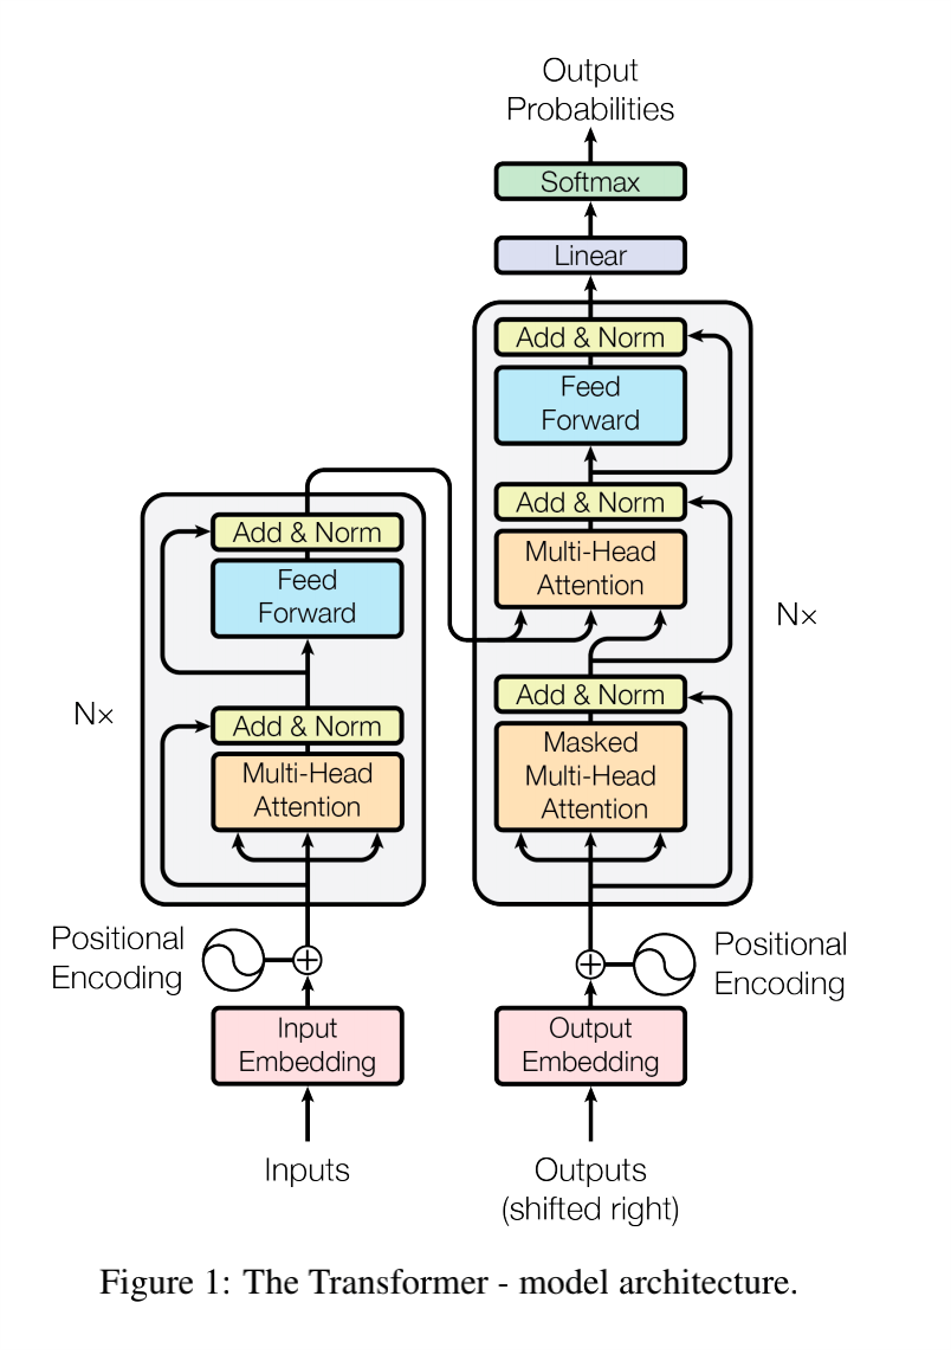 Output
Probabilities
Softmax
Linear
Add & Norm
Feed
Forward
Add & Norm
Multi-Head
Attention
Add & Norm
Masked
Multi-Head
Attention
N×
Positional
Encoding
Output
Embedding
Outputs
(shifted right)
Add & Norm
Feed
Forward
Add & Norm
Multi-Head
Attention
N×
Positional
Encoding
Input
Embedding
Inputs
Figure 1: The Transformer - model architecture.